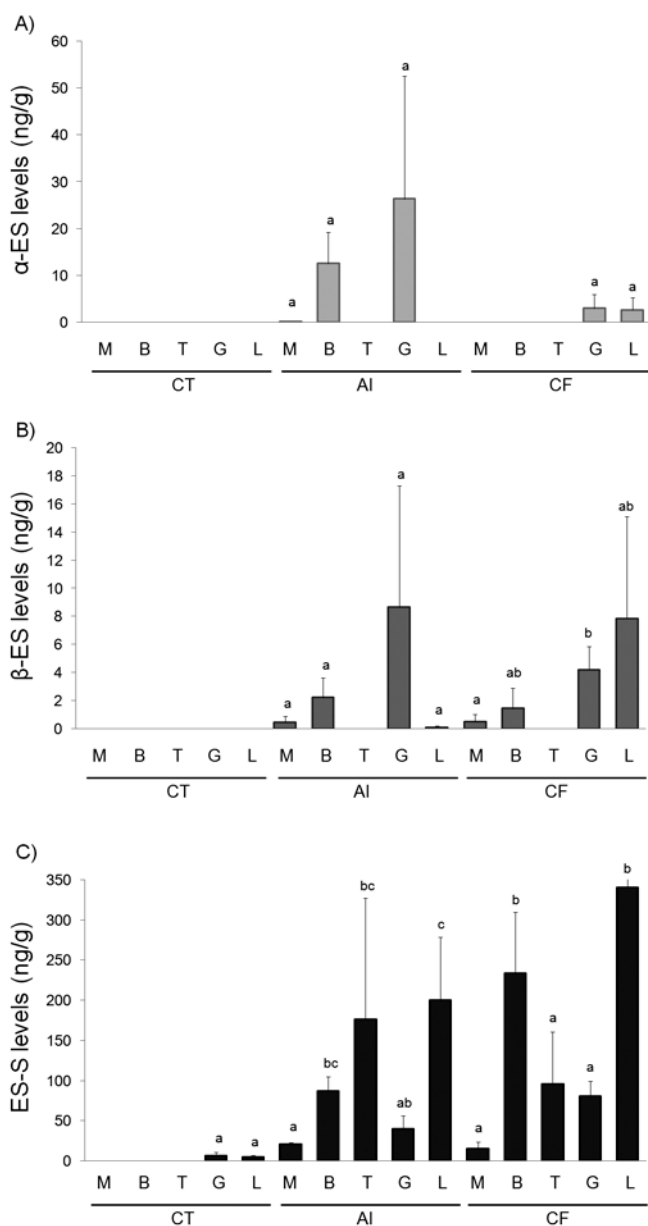 A)
α-ES levels (ng/g)
60
50
40
30
20
10
0
a
a
a
a
a
M B T G L M B T G L M B T G L
CT AI CF
B)
β-ES levels (ng/g)
20
18
16
14
12
10
8
6
4
2
0
a
a
a
a
a
ab
b
ab
M B T G L M B T G L M B T G L
CT AI CF
C)
ES-S levels (ng/g)
350
300
250
200
150
100
50
0
a
a
a
bc
bc
ab
c
a
b
a
a
b
M B T G L M B T G L M B T G L
CT AI CF